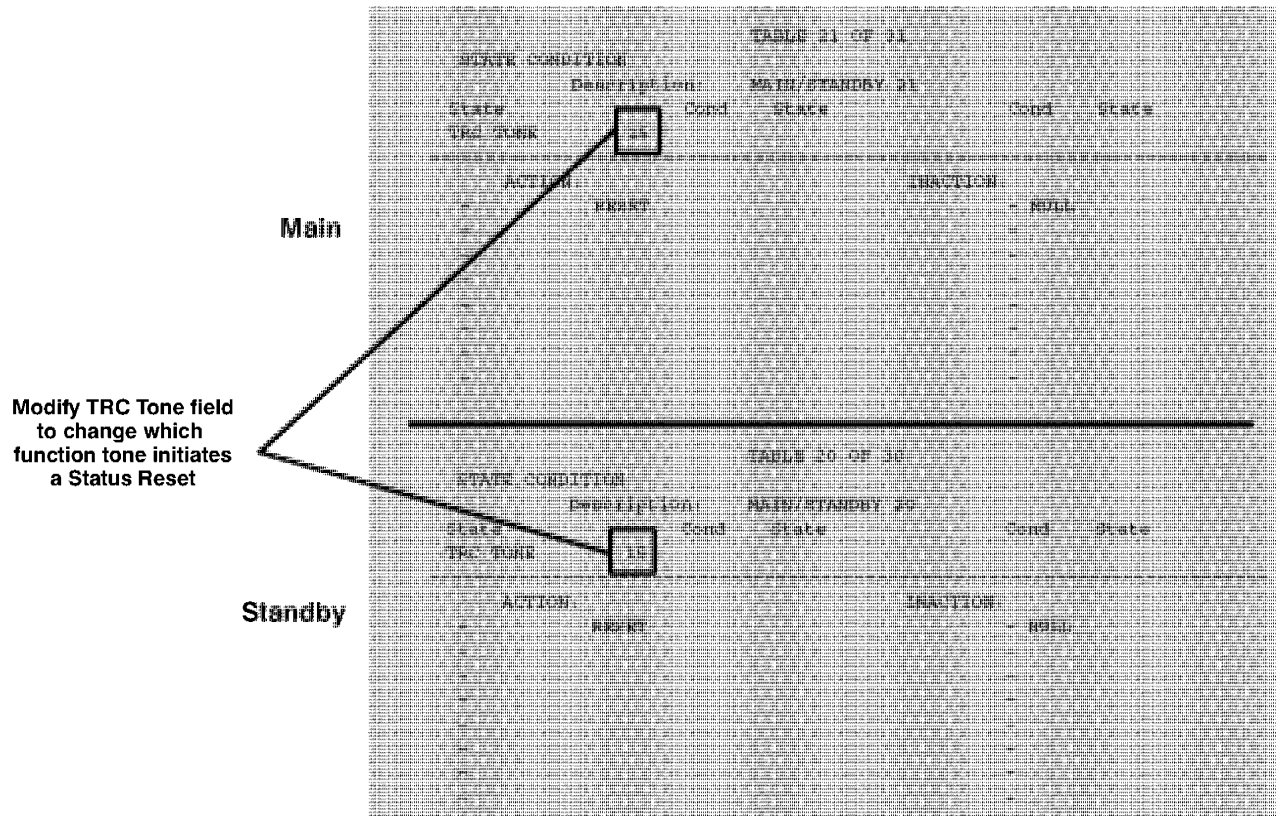 TABLE 21 OF 31
STATE CONDITION
Description MAIN/STANDBY 21
State Cond State Cond State
TRC TONE
ACTION: INACTION
- RESET - NULL
Main
-
-
-
-
-
-
-
Modify TRC Tone field
to change which
function tone initiates
a Status Reset
TABLE 20 OF 30
STATE CONDITION
Description MAIN/STANDBY 20
State Cond State Cond State
TRC TONE
Standby
ACTION: INACTION
- RESET - NULL
-
-
-
-
-
-
-